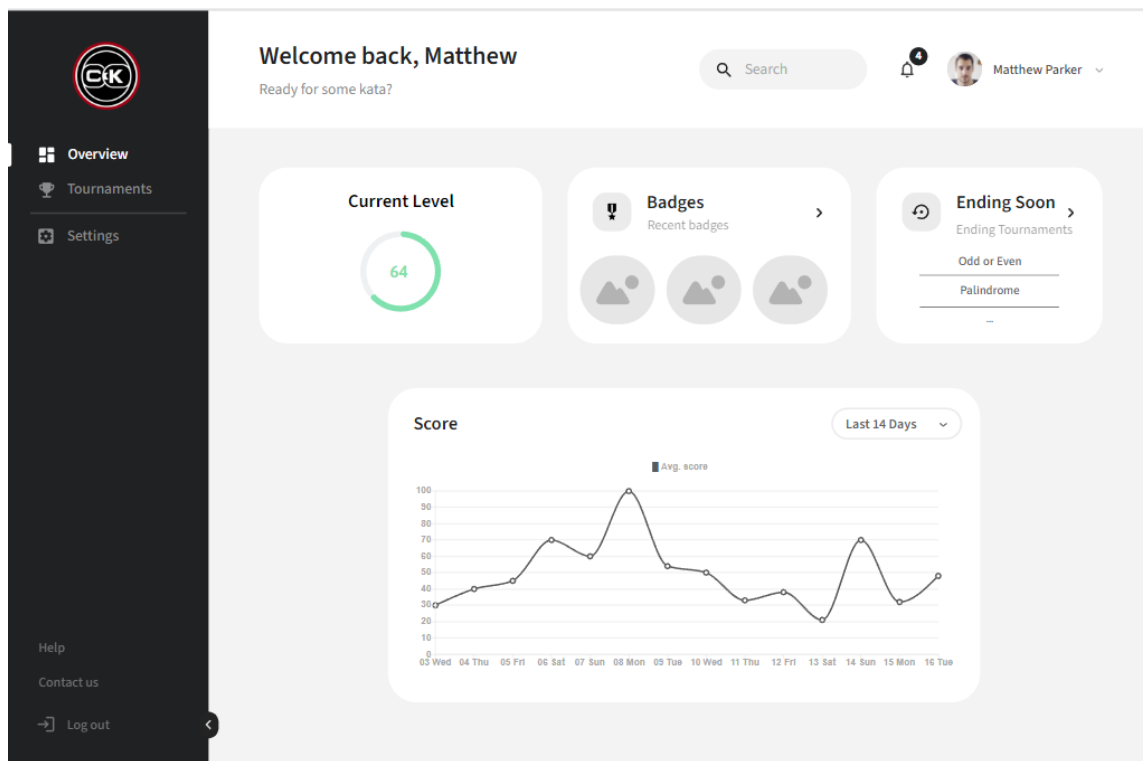 CEK
Overview
Tournaments
Settings
Help
Contact us
Log out
Welcome back, Matthew
Ready for some kata?
Search
4
Matthew Parker
Current Level
64
Badges
Recent badges
Ending Soon
Ending Tournaments
Odd or Even
Palindrome
...
Score
Last 14 Days
Avg. score
100
90
80
70
60
50
40
30
20
10
0
03 Wed 04 Thu 05 Fri 06 Sat 07 Sun 08 Mon 09 Tue 10 Wed 11 Thu 12 Fri 13 Sat 14 Sun 15 Mon 16 Tue